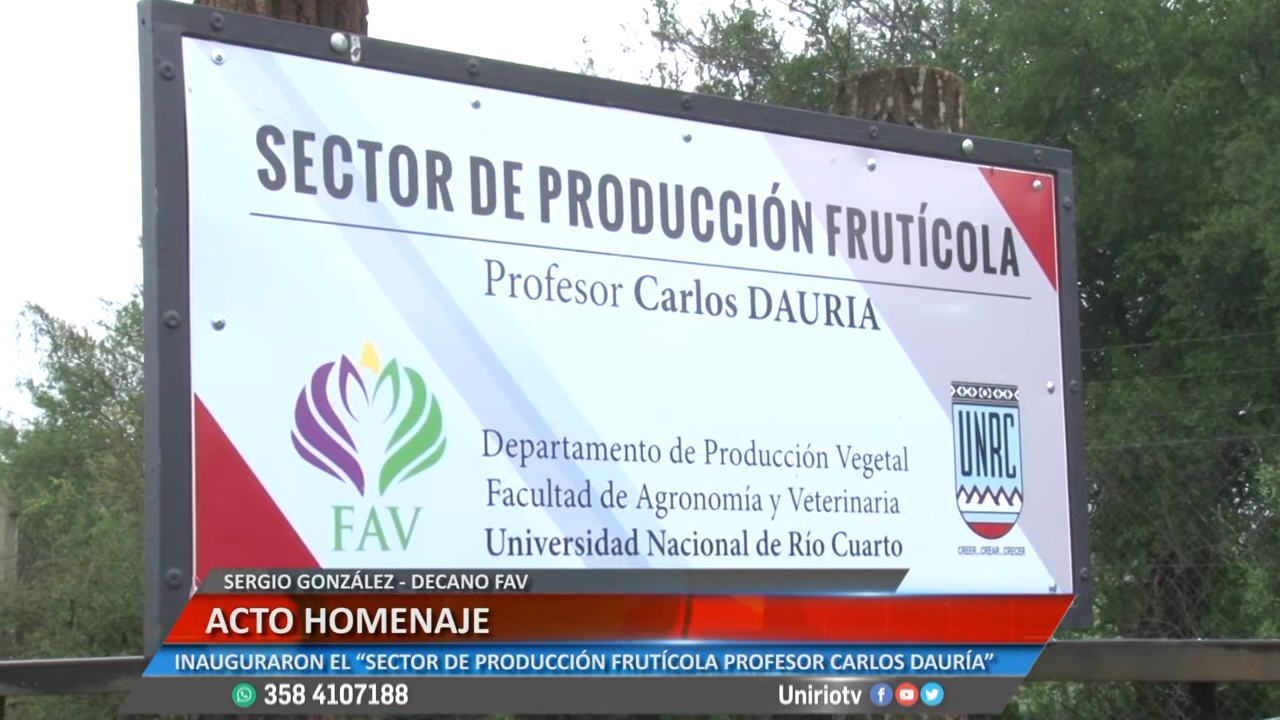 SECTOR DE PRODUCCIÓN FRUTÍCOLA
Profesor Carlos DAURIA
FAV
Departamento de Producción Vegetal
Facultad de Agronomía y Veterinaria
Universidad Nacional de Río Cuarto
UNRC
CREER...CREAR...CRECER
SERGIO GONZÁLEZ - DECANO FAV
ACTO HOMENAJE
INAUGURARON EL “SECTOR DE PRODUCCIÓN FRUTÍCOLA PROFESOR CARLOS DAURÍA”
358 4107188
Uniriotv